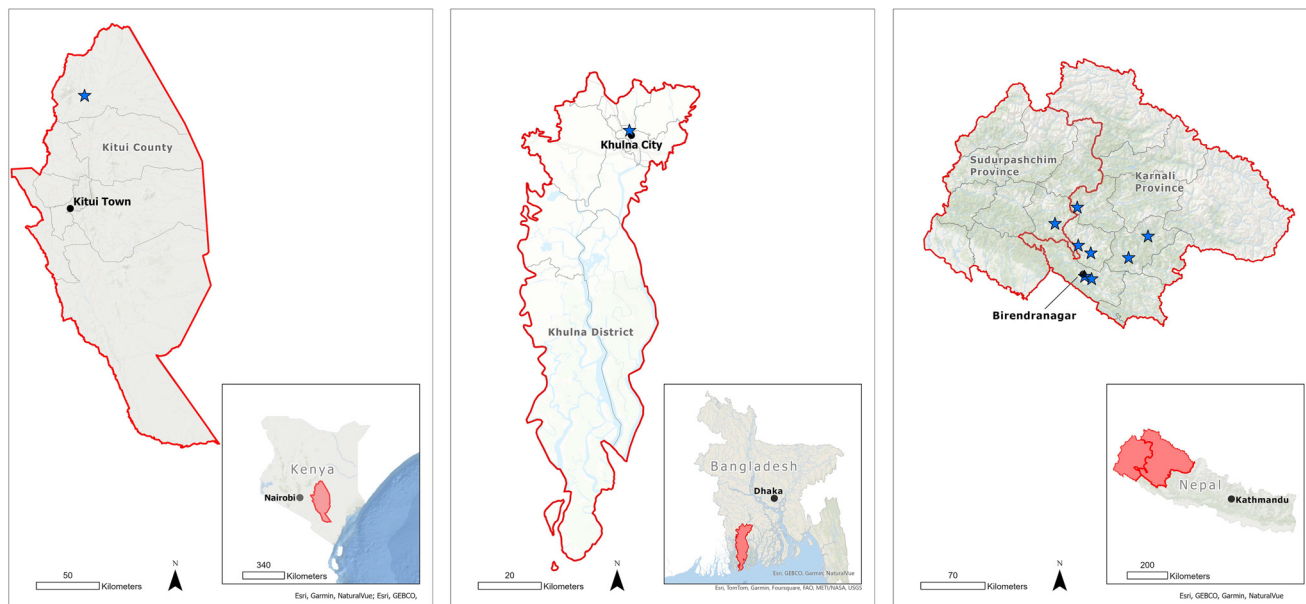 Kitui County
Kitui Town
Kenya
Nairobi
340
Kilometers
50
Kilometers
N
Esri, Garmin, NaturalVue; Esri, GEBCO,
Khulna City
Khulna District
Bangladesh
Dhaka
Esri, GEBCO, Garmin, NaturalVue
20
Kilometers
N
Esri, TomTom, Garmin, Foursquare, FAO, METI/NASA, USGS
Sudurpashchim
Province
Karnali
Province
Birendranagar
Nepal
Kathmandu
200
Kilometers
70
Kilometers
N
Esri, GEBCO, Garmin, NaturalVue